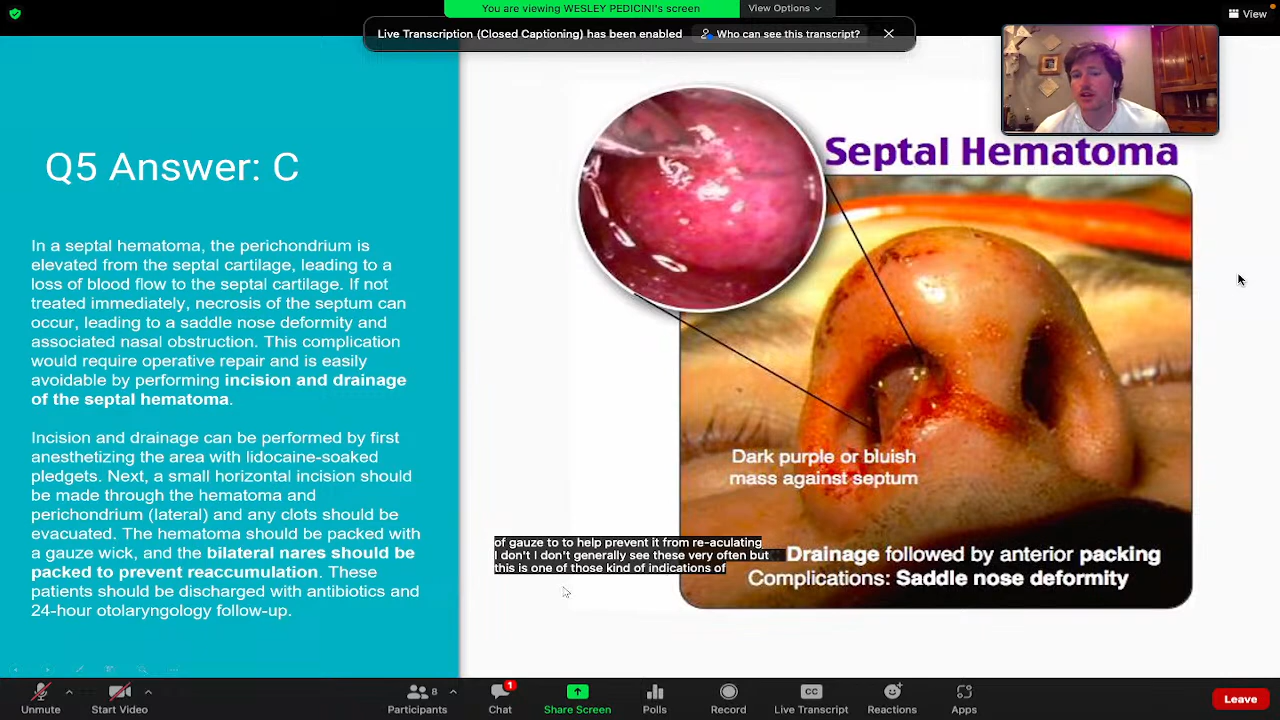 You are viewing WESLEY PEDICINI's screen
View Options
View
Live Transcription (Closed Captioning) has been enabled
Who can see this transcript?
Q5 Answer: C
In a septal hematoma, the perichondrium is
elevated from the septal cartilage, leading to a
loss of blood flow to the septal cartilage. If not
treated immediately, necrosis of the septum can
occur, leading to a saddle nose deformity and
associated nasal obstruction. This complication
would require operative repair and is easily
avoidable by performing incision and drainage
of the septal hematoma.
Incision and drainage can be performed by first
anesthetizing the area with lidocaine-soaked
pledgets. Next, a small horizontal incision should
be made through the hematoma and
perichondrium (lateral) and any clots should be
evacuated. The hematoma should be packed with
a gauze wick, and the bilateral nares should be
packed to prevent reaccumulation. These
patients should be discharged with antibiotics and
24-hour otolaryngology follow-up.
Septal Hematoma
Dark purple or bluish
mass against septum
Drainage followed by anterior packing
Complications: Saddle nose deformity
of gauze to to help prevent it from re-aculating
I don't I don't generally see these very often but
this is one of those kind of indications of
Unmute
Start Video
8
Participants
1
Chat
Share Screen
Polls
Record
CC
Live Transcript
Reactions
Apps
Leave